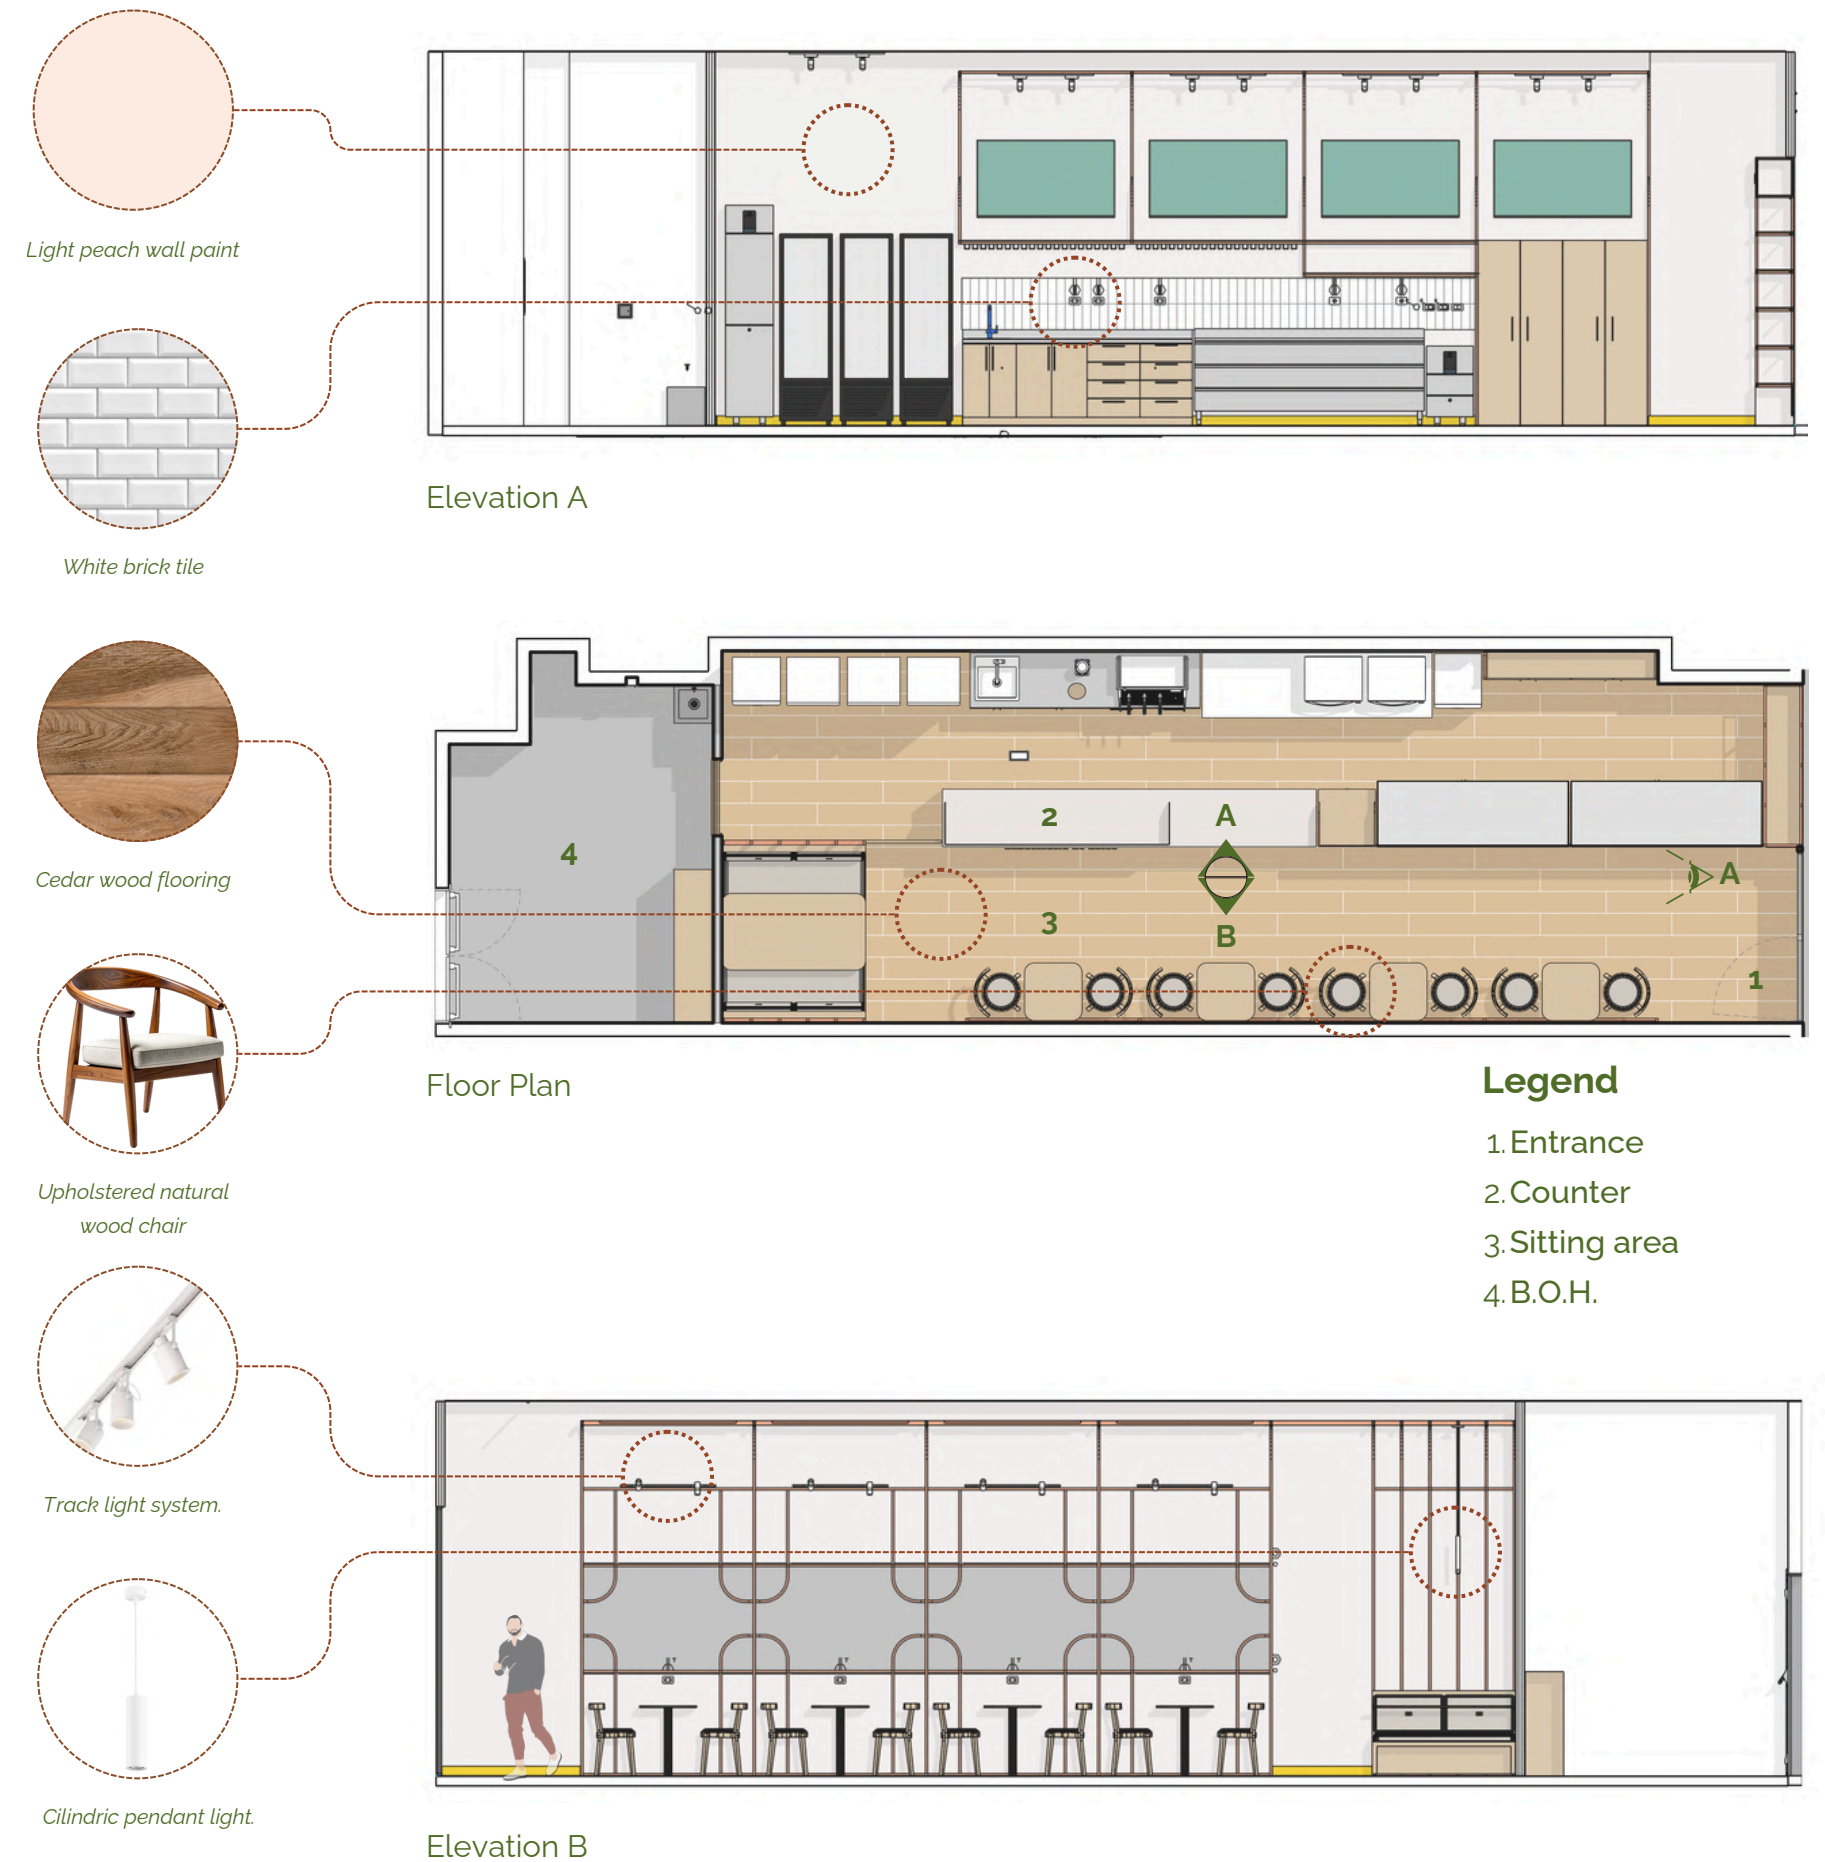 Light peach wall paint
White brick tile
Elevation A
Cedar wood flooring
2
A
4
3
B
A
1
Upholstered natural
wood chair
Floor Plan
Legend
1. Entrance
2. Counter
3. Sitting area
4. B.O.H.
Track light system.
Cilindric pendant light.
Elevation B